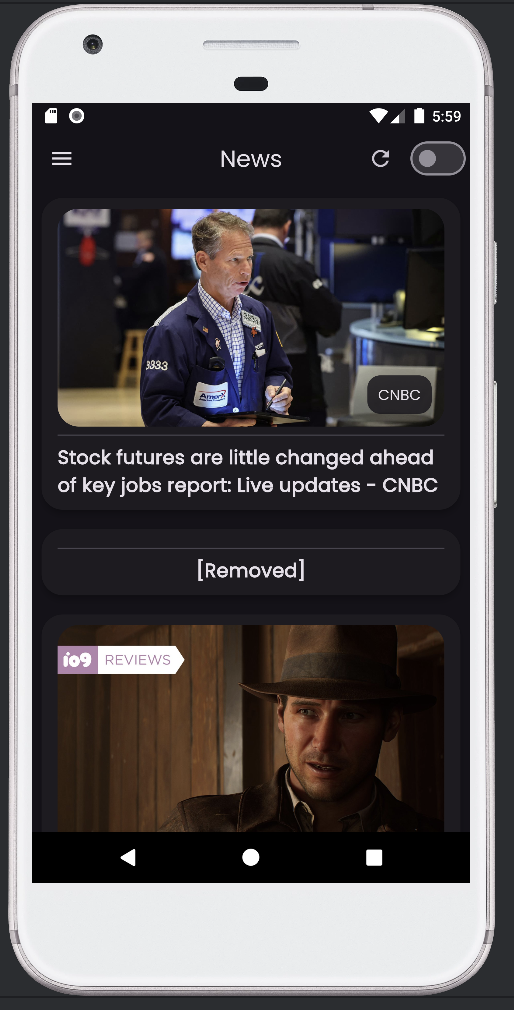 5:59
News
3333
CNBC
Stock futures are little changed ahead
of key jobs report: Live updates - CNBC
[Removed]
io9 REVIEWS